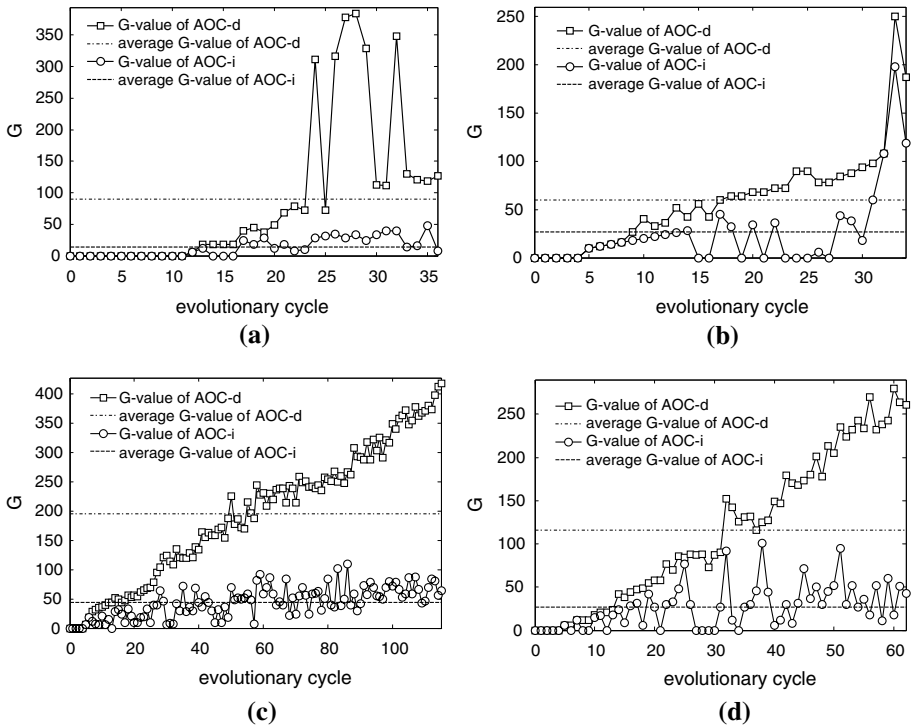 G-value of AOC-d
average G-value of AOC-d
G-value of AOC-i
average G-value of AOC-i
G
350
300
250
200
150
100
50
0
0 5 10 15 20 25 30 35
evolutionary cycle
(a)
G-value of AOC-d
average G-value of AOC-d
G-value of AOC-i
average G-value of AOC-i
G
250
200
150
100
50
0
0 5 10 15 20 25 30
evolutionary cycle
(b)
G-value of AOC-d
average G-value of AOC-d
G-value of AOC-i
average G-value of AOC-i
G
400
350
300
250
200
150
100
50
0
0 20 40 60 80 100
evolutionary cycle
(c)
G-value of AOC-d
average G-value of AOC-d
G-value of AOC-i
average G-value of AOC-i
G
250
200
150
100
50
0
0 10 20 30 40 50 60
evolutionary cycle
(d)